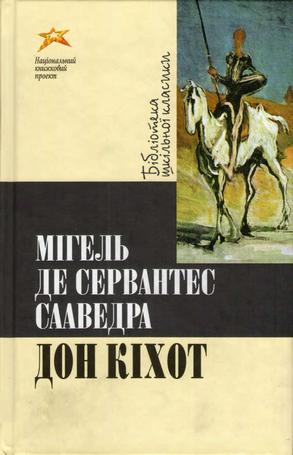 Національний
книжковий
проект
Бібліотека
шкільної класики
МІГЕЛЬ
ДЕ СЕРВАНТЕС
СААВЕДРА
ДОН КІХОТ